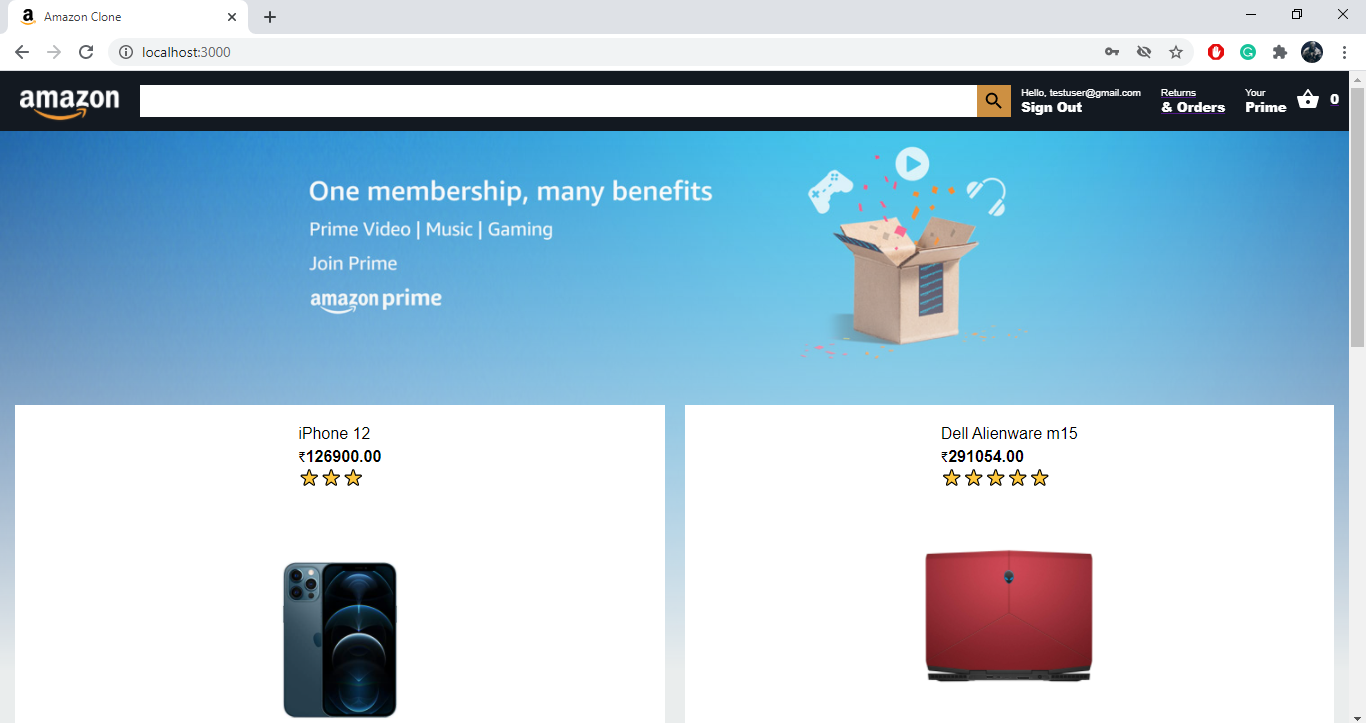 Amazon Clone
localhost:3000
amazon
Hello, testuser@gmail.com
Sign Out
Returns
& Orders
Your
Prime
0
One membership, many benefits
Prime Video | Music | Gaming
Join Prime
amazon prime
iPhone 12
₹126900.00
Dell Alienware m15
₹291054.00